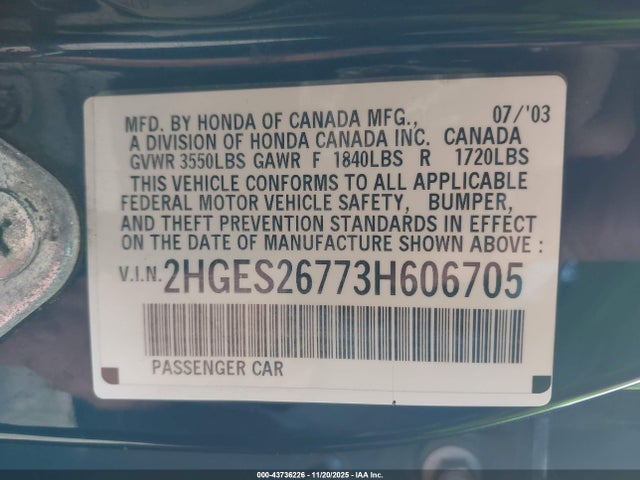 MFD. BY HONDA OF CANADA MFG., 07/'03
A DIVISION OF HONDA CANADA INC. CANADA
GVWR 3550LBS GAWR F 1840LBS R 1720LBS
THIS VEHICLE CONFORMS TO ALL APPLICABLE
FEDERAL MOTOR VEHICLE SAFETY, BUMPER,
AND THEFT PREVENTION STANDARDS IN EFFECT
ON THE DATE OF MANUFACTURE SHOWN ABOVE :
V.I.N. 2HGES26773H606705
PASSENGER CAR
000-43736226 - 11/20/2025 - IAA Inc.